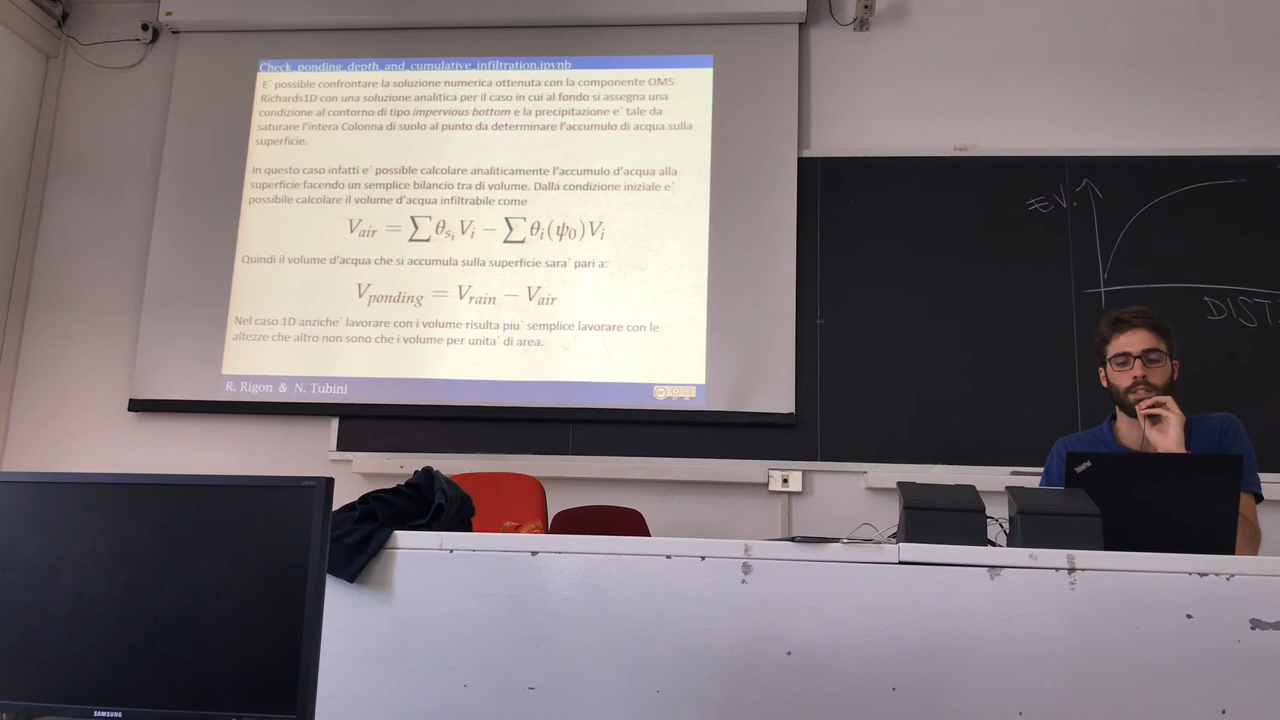 Check_ponding_depth_and_cumulative_infiltration.ipynb
E` possibile confrontare la soluzione numerica ottenuta con la componente OMS
Richards1D con una soluzione analitica per il caso in cui al fondo si assegna una
condizione al contorno di tipo impervious bottom e la precipitazione e` tale da
saturare l'intera Colonna di suolo al punto da determinare l'accumulo di acqua sulla
superficie.
In questo caso infatti e` possibile calcolare analiticamente l'accumulo d'acqua alla
superficie facendo un semplice bilancio tra di volume. Dalla condizione iniziale e`
possibile calcolare il volume d'acqua infiltrabile come
V_air = ∑θ_{s_i} V_i − ∑θ_i(ψ_0)V_i
Quindi il volume d'acqua che si accumula sulla superficie sara` pari a:
V_ponding = V_rain − V_air
Nel caso 1D anziche` lavorare con i volume risulta piu` semplice lavorare con le
altezze che altro non sono che i volume per unita` di area.
R. Rigon & N. Tubini
cc
DIST
ThinkPad
SAMSUNG